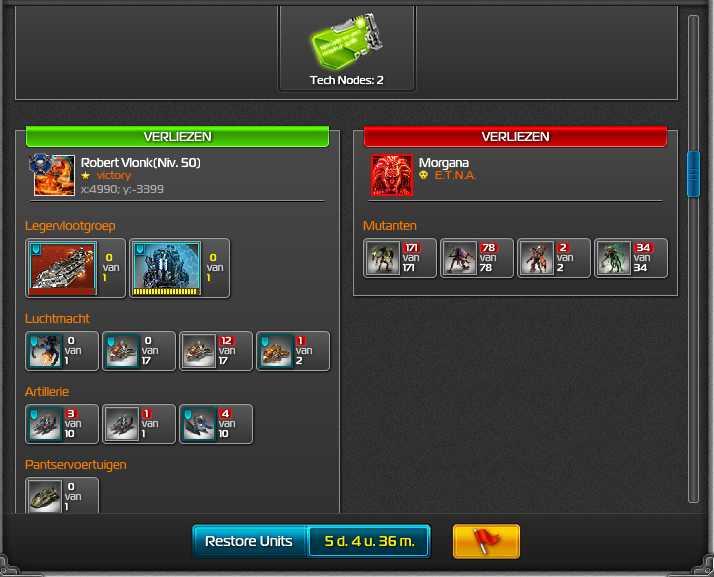 Tech Nodes: 2
VERLIEZEN
Robert Vlonk(Niv. 50)
victory
x:4990; y:-3399
Legervlootgroep
0 van 1
0 van 1
Luchtmacht
0 van 1
0 van 17
12 van 17
1 van 2
Artillerie
3 van 10
1 van 1
4 van 10
Pantservoertuigen
0 van 1
VERLIEZEN
Morgana
E.T.N.A.
Mutanten
171 van 171
78 van 78
2 van 2
34 van 34
Restore Units
5 d. 4 u. 36 m.